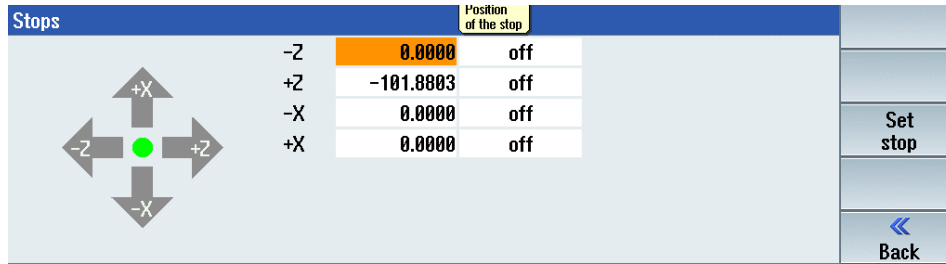 Stops
Position
of the stop
-Z 0.0000 off
+Z -101.8803 off
-X 0.0000 off
+X 0.0000 off
+X
-Z +Z
-X
Set
stop
Back